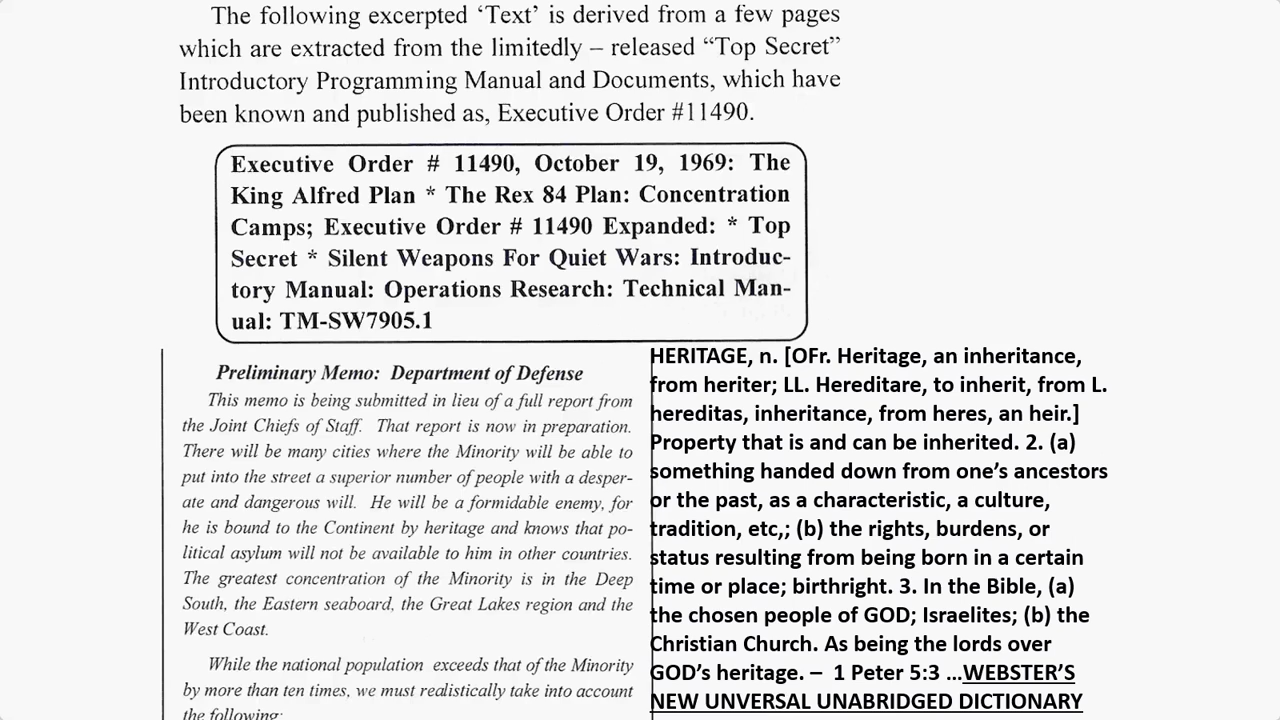 The following excerpted ‘Text’ is derived from a few pages
which are extracted from the limitedly – released “Top Secret”
Introductory Programming Manual and Documents, which have
been known and published as, Executive Order #11490.
Executive Order # 11490, October 19, 1969: The
King Alfred Plan * The Rex 84 Plan: Concentration
Camps; Executive Order # 11490 Expanded: * Top
Secret * Silent Weapons For Quiet Wars: Introduc-
tory Manual: Operations Research: Technical Man-
ual: TM-SW7905.1
Preliminary Memo: Department of Defense
This memo is being submitted in lieu of a full report from
the Joint Chiefs of Staff. That report is now in preparation.
There will be many cities where the Minority will be able to
put into the street a superior number of people with a desper-
ate and dangerous will. He will be a formidable enemy, for
he is bound to the Continent by heritage and knows that po-
litical asylum will not be available to him in other countries.
The greatest concentration of the Minority is in the Deep
South, the Eastern seaboard, the Great Lakes region and the
West Coast.
While the national population exceeds that of the Minority
by more than ten times, we must realistically take into account
the following:
HERITAGE, n. [OFr. Heritage, an inheritance,
from heriter; LL. Hereditare, to inherit, from L.
hereditas, inheritance, from heres, an heir.]
Property that is and can be inherited. 2. (a)
something handed down from one’s ancestors
or the past, as a characteristic, a culture,
tradition, etc,; (b) the rights, burdens, or
status resulting from being born in a certain
time or place; birthright. 3. In the Bible, (a)
the chosen people of GOD; Israelites; (b) the
Christian Church. As being the lords over
GOD’s heritage. – 1 Peter 5:3 ...WEBSTER’S
NEW UNVERSAL UNABRIDGED DICTIONARY